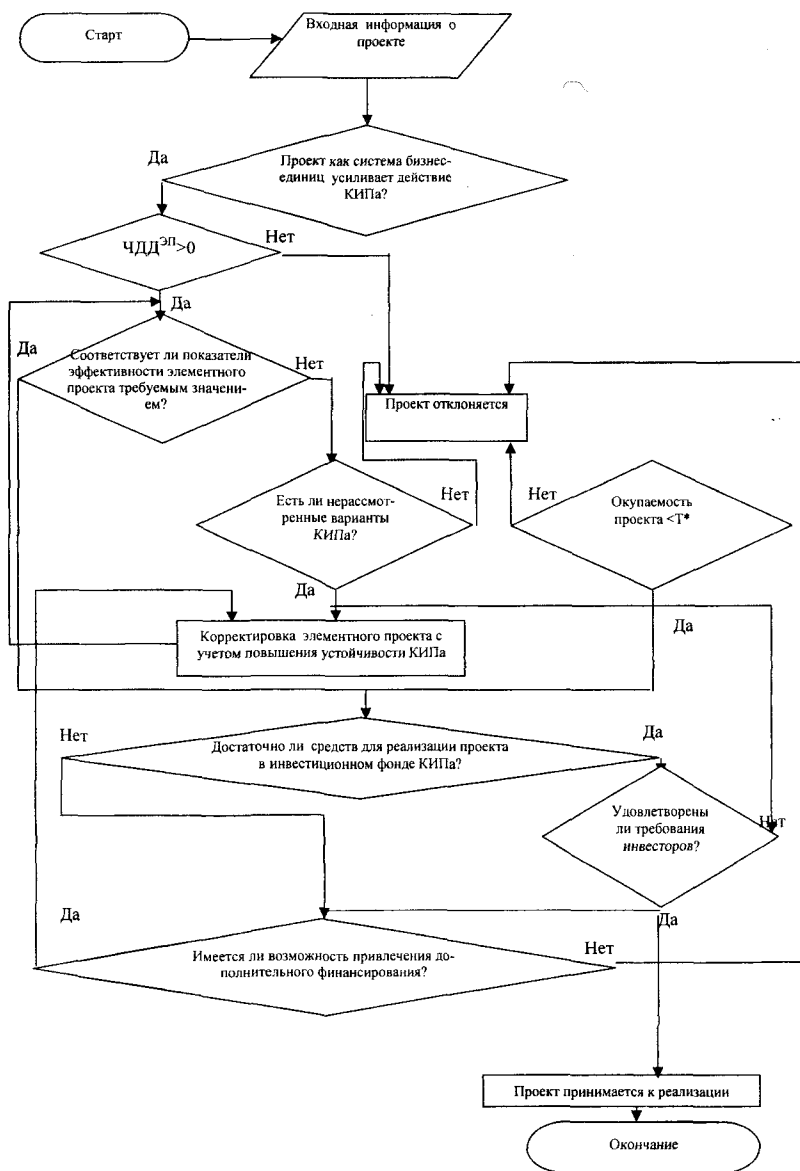 Старт
Входная информация о
проекте
Да
Проект как система бизнес-
единиц усиливает действие
КИПа?
ЧДД^ЭП>0
Нет
Да
Да
Соответствует ли показатели
эффективности элементного
проекта требуемым значени-
ем?
Нет
Проект отклоняется
Есть ли нерассмот-
ренные варианты
КИПа?
Нет
Нет
Окупаемость
проекта <Т*
Да
Да
Корректировка элементного проекта с
учетом повышения устойчивости КИПа
Нет
Достаточно ли средств для реализации проекта
в инвестиционном фонде КИПа?
Да
Удовлетворены
ли требования
инвесторов?
Нет
Да
Да
Имеется ли возможность привлечения до-
полнительного финансирования?
Нет
Проект принимается к реализации
Окончание